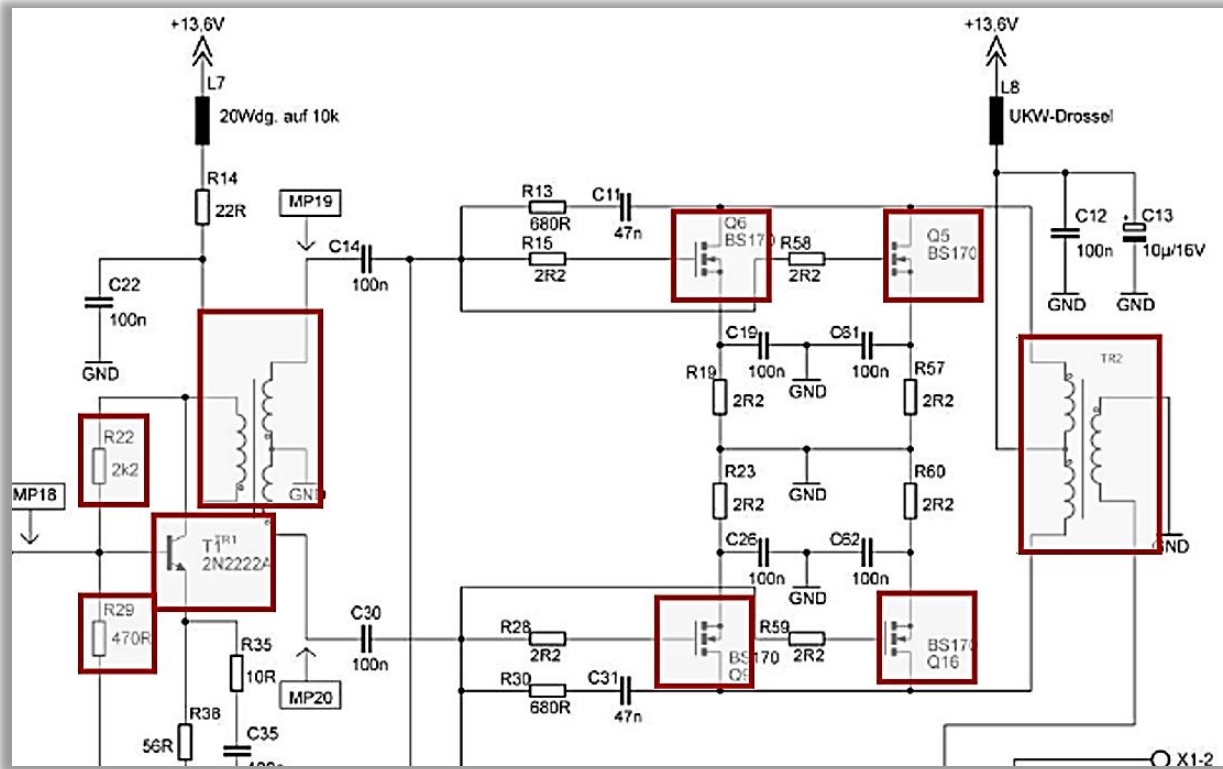 +13,6V
+13,6V
L7
20Wdg. auf 10k
L8
UKW-Drossel
R14
22R
MP19
R13
680R
C11
47n
Q6
BS170
Q5
BS170
C12
100n
C13
+
10µ/16V
C14
100n
R15
2R2
R58
2R2
GND
GND
C22
100n
GND
C19
100n
GND
C61
100n
TR2
R19
2R2
R57
2R2
R22
2k2
R23
2R2
GND
R60
2R2
GND
MP18
T1
TR1
2N2222A
C26
100n
GND
C62
100n
GND
R29
470R
C30
100n
R28
2R2
BS170
Q9
R59
2R2
BS170
Q16
R35
10R
MP20
R30
680R
C31
47n
R38
56R
C35
X1-2